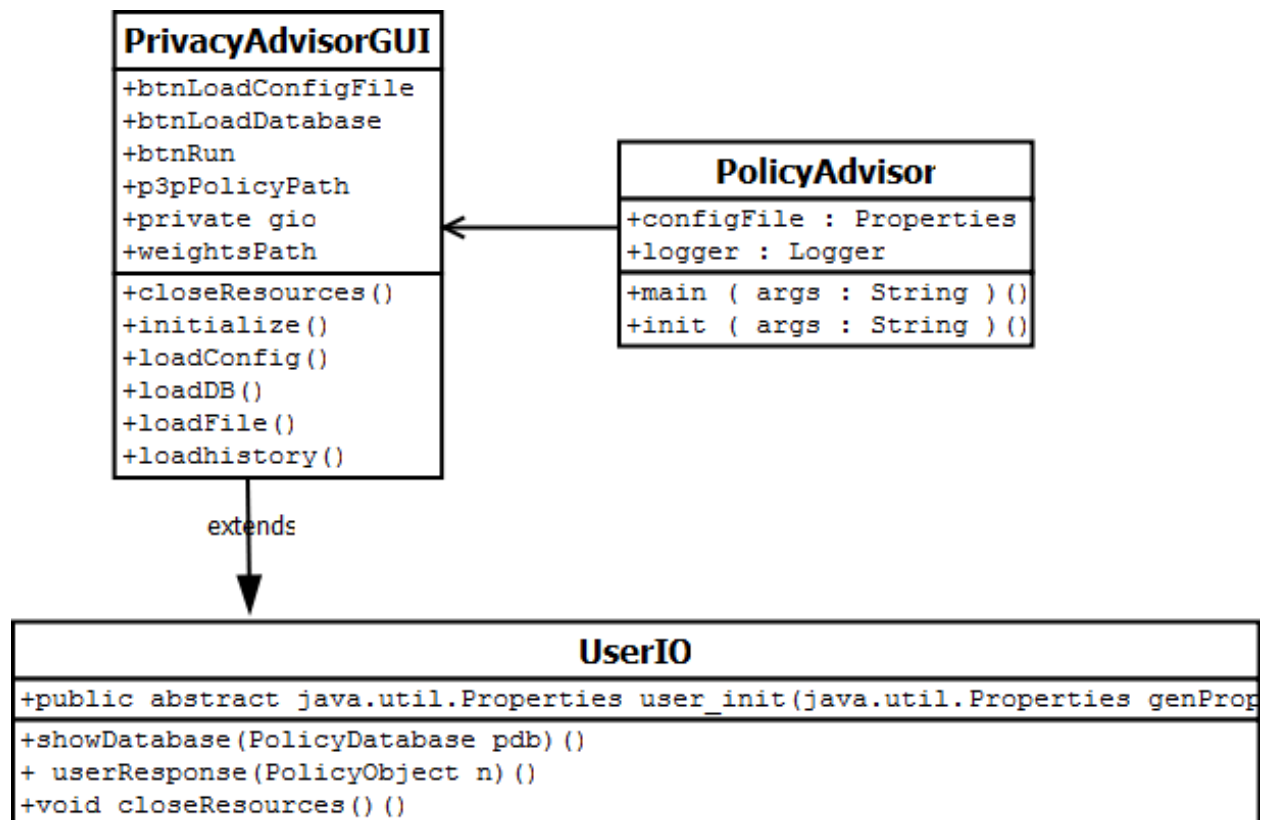 PrivacyAdvisorGUI
+btnLoadConfigFile
+btnLoadDatabase
+btnRun
+p3pPolicyPath
+private gio
+weightsPath
+closeResources()
+initialize()
+loadConfig()
+loadDB()
+loadFile()
+loadhistory()
PolicyAdvisor
+configFile : Properties
+logger : Logger
+main ( args : String )()
+init ( args : String )()
extends
UserIO
+public abstract java.util.Properties user_init(java.util.Properties genProp
+showDatabase(PolicyDatabase pdb)()
+ userResponse(PolicyObject n)()
+void closeResources()()